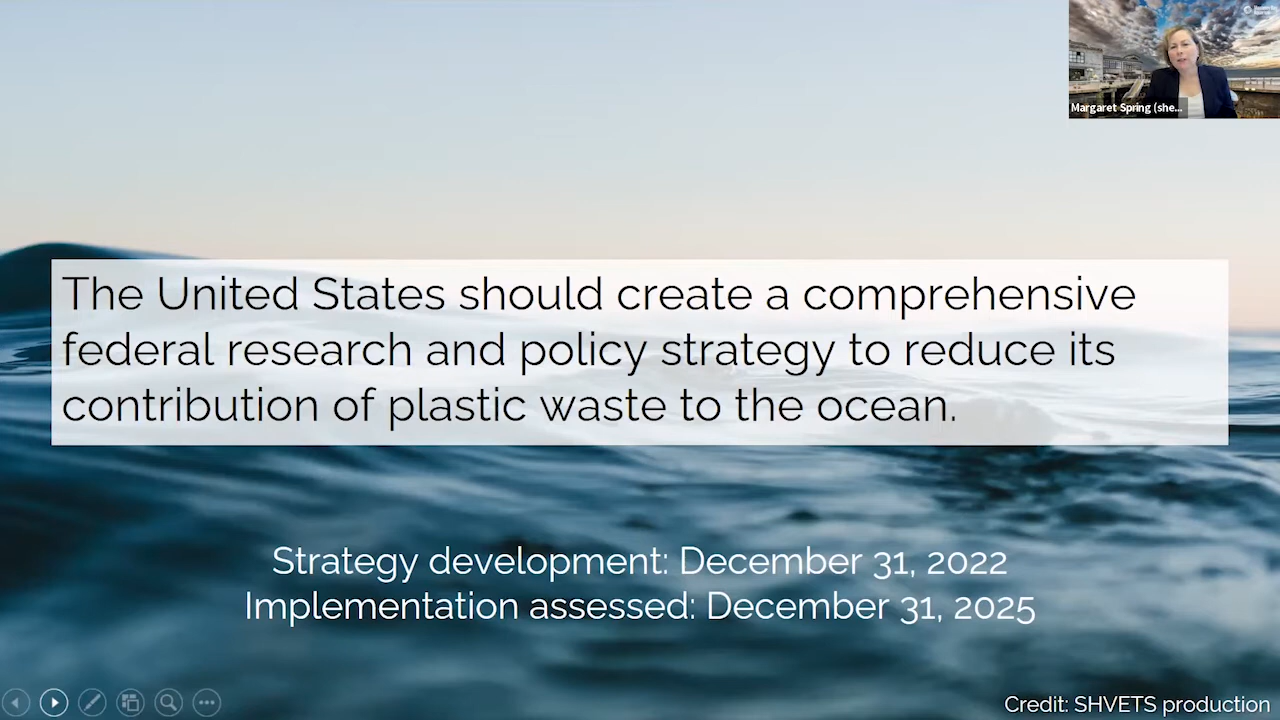 Margaret Spring (she...
The United States should create a comprehensive
federal research and policy strategy to reduce its
contribution of plastic waste to the ocean.
Strategy development: December 31, 2022
Implementation assessed: December 31, 2025
Credit: SHVETS production